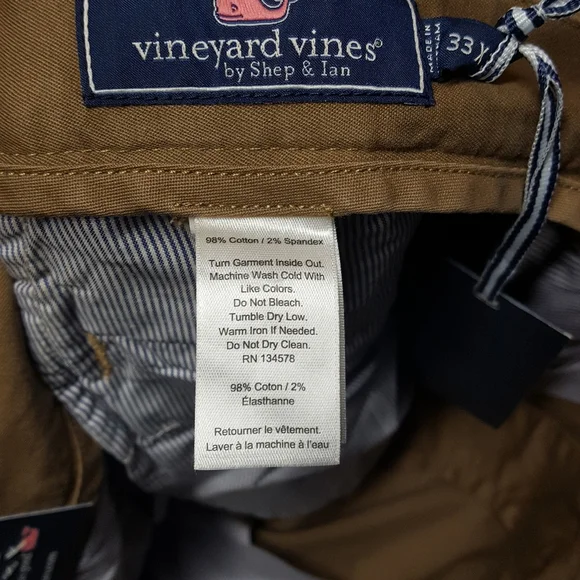 vineyard vines®
by Shep & Ian
MADE IN
33 X
98% Cotton / 2% Spandex
Turn Garment Inside Out.
Machine Wash Cold With
Like Colors.
Do Not Bleach.
Tumble Dry Low.
Warm Iron If Needed.
Do Not Dry Clean.
RN 134578
98% Coton / 2%
Élasthanne
Retourner le vêtement.
Laver à la machine à l'eau